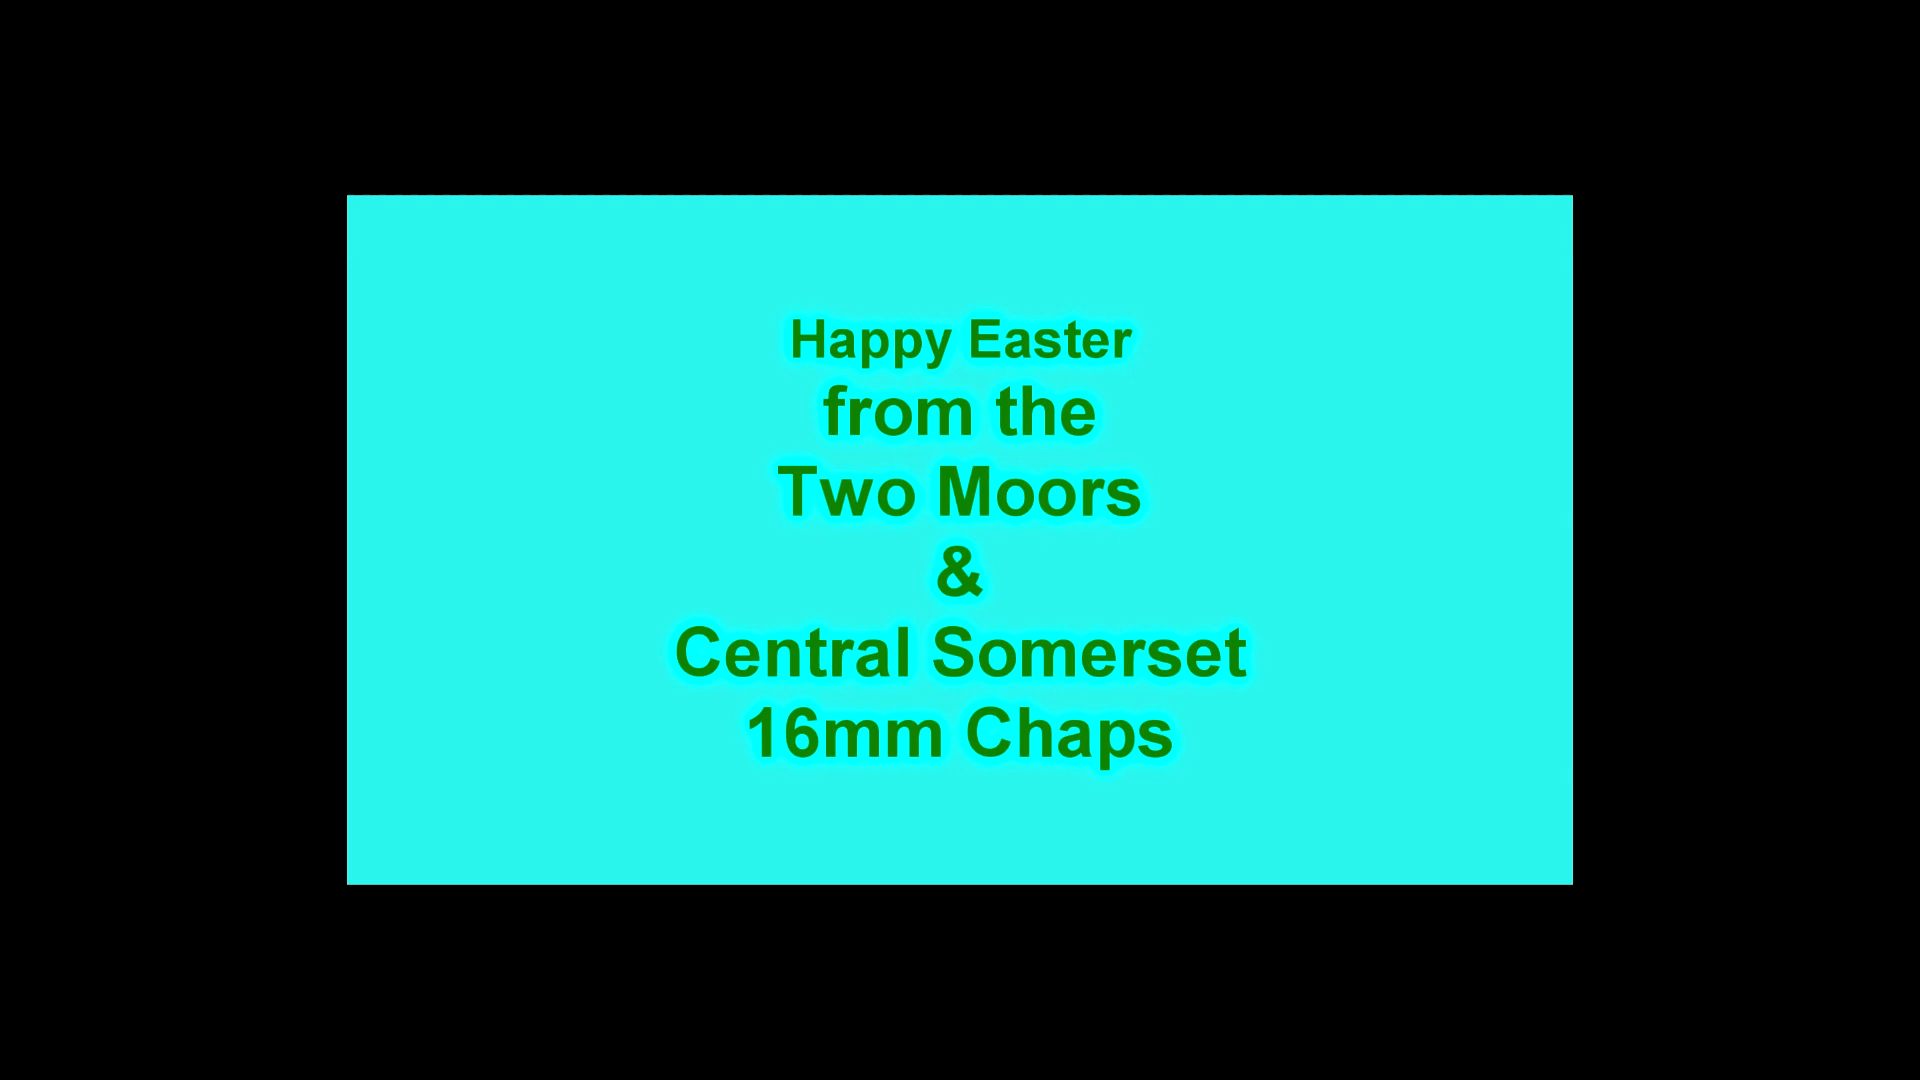 Happy Easter
from the
Two Moors
&
Central Somerset
16mm Chaps